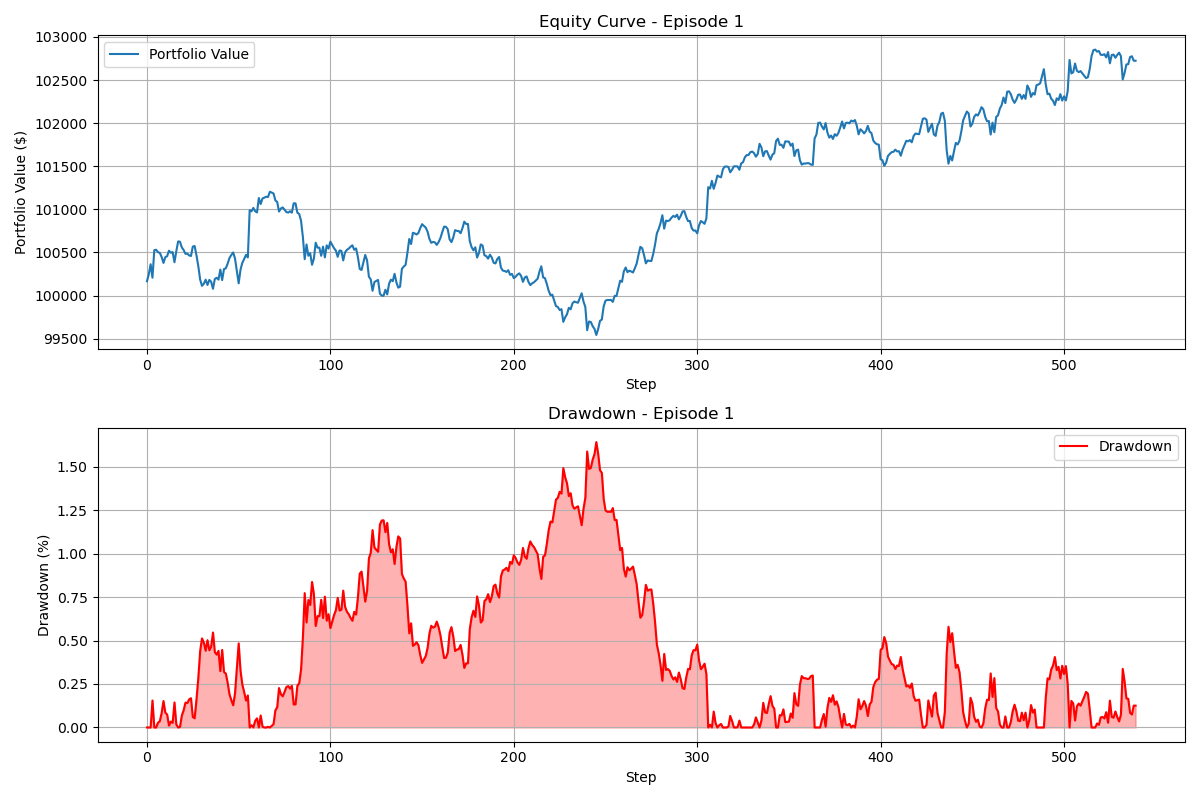 Equity Curve - Episode 1
Portfolio Value ($)
103000
102500
102000
101500
101000
100500
100000
99500
Portfolio Value
0 100 200 300 400 500
Step
Drawdown - Episode 1
Drawdown (%)
1.50
1.25
1.00
0.75
0.50
0.25
0.00
Drawdown
0 100 200 300 400 500
Step